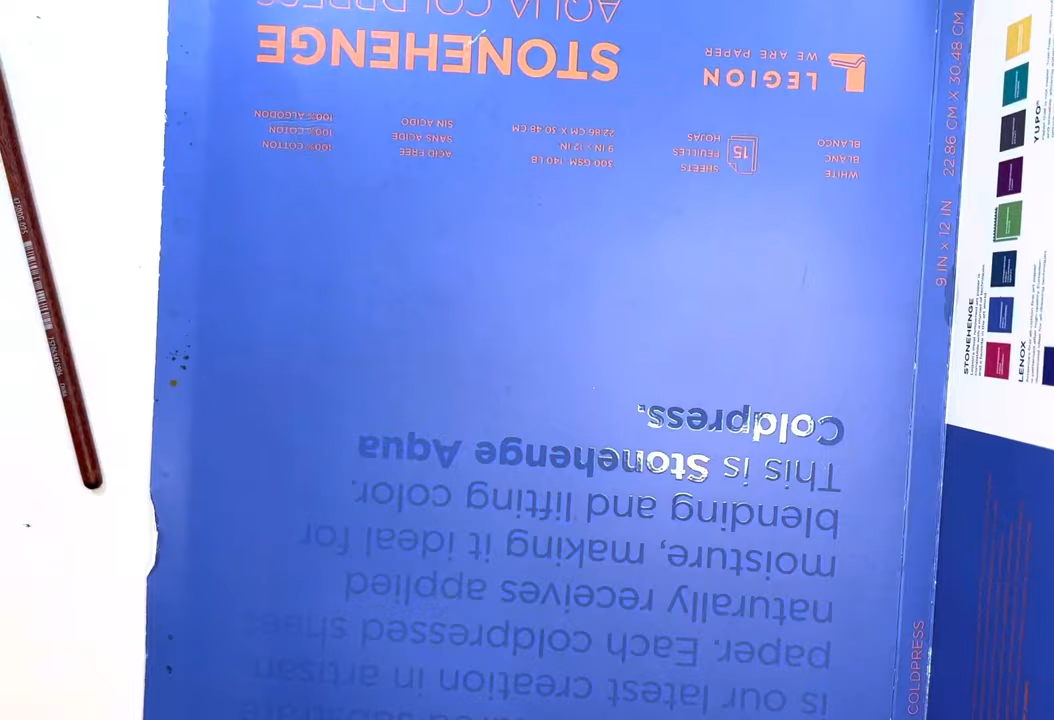 is our latest creation in artisan
paper. Each coldpressed sheet
naturally receives applied
moisture, making it ideal for
blending and lifting color.
This is Stonehenge Aqua
Coldpress.
WHITE
BLANC
BLANCO
15
SHEETS
FEUILLES
HOJAS
300 GSM 140 LB
9 IN x 12 IN
22.86 CM X 30.48 CM
ACID FREE
SANS ACIDE
SIN ACIDO
100% COTTON
100% COTON
100% ALGODON
LEGION
WE ARE PAPER
STONEHENGE
AQUA COLDPRESS
COLDPRESS
9 IN x 12 IN 22.86 CM X 30.48 CM
STONEHENGE
LENOX
YUPO